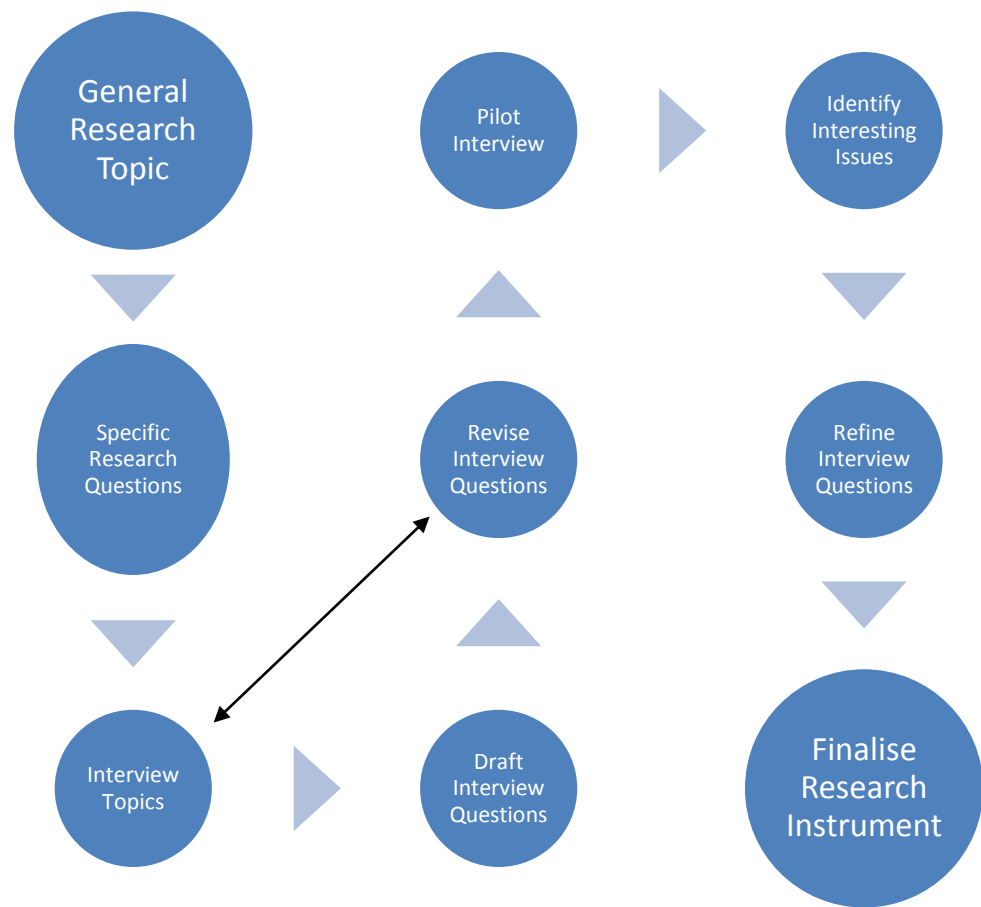 General
Research
Topic
Specific
Research
Questions
Interview
Topics
Draft
Interview
Questions
Revise
Interview
Questions
Pilot
Interview
Identify
Interesting
Issues
Refine
Interview
Questions
Finalise
Research
Instrument